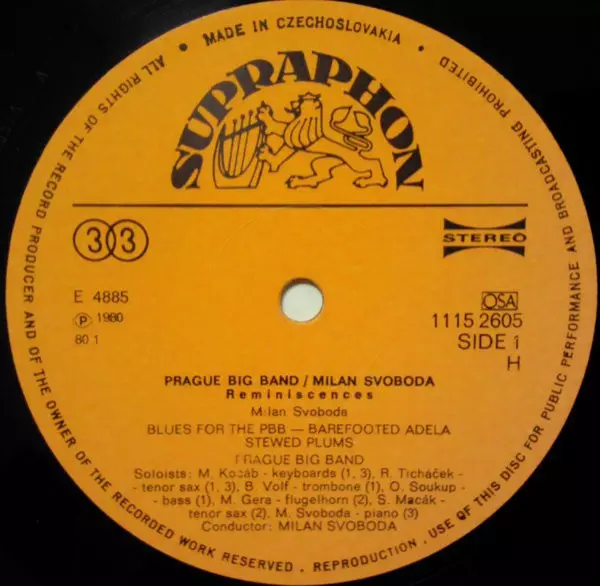 ALL RIGHTS OF THE RECORD PRODUCER AND OF THE OWNER OF THE RECORDED WORK RESERVED . REPRODUCTION . USE OF THIS DISC FOR PUBLIC PERFORMANCE AND BROADCASTING PROHIBITED
• MADE IN CZECHOSLOVAKIA •
SUPRAPHON
33
STEREO
E 4885
℗ 1980
80 1
OSA
1115 2605
SIDE 1
H
PRAGUE BIG BAND / MILAN SVOBODA
Reminiscences
Milan Svoboda
BLUES FOR THE PBB — BAREFOOTED ADELA
STEWED PLUMS
PRAGUE BIG BAND
Soloists: M. Kocáb - keyboards (1, 3), R. Ticháček -
- tenor sax (1, 3), B. Volf - trombone (1), O. Soukup -
- bass (1), M. Gera - flugelhorn (2), S. Macák -
tenor sax (2), M. Svoboda - piano (3)
Conductor: MILAN SVOBODA